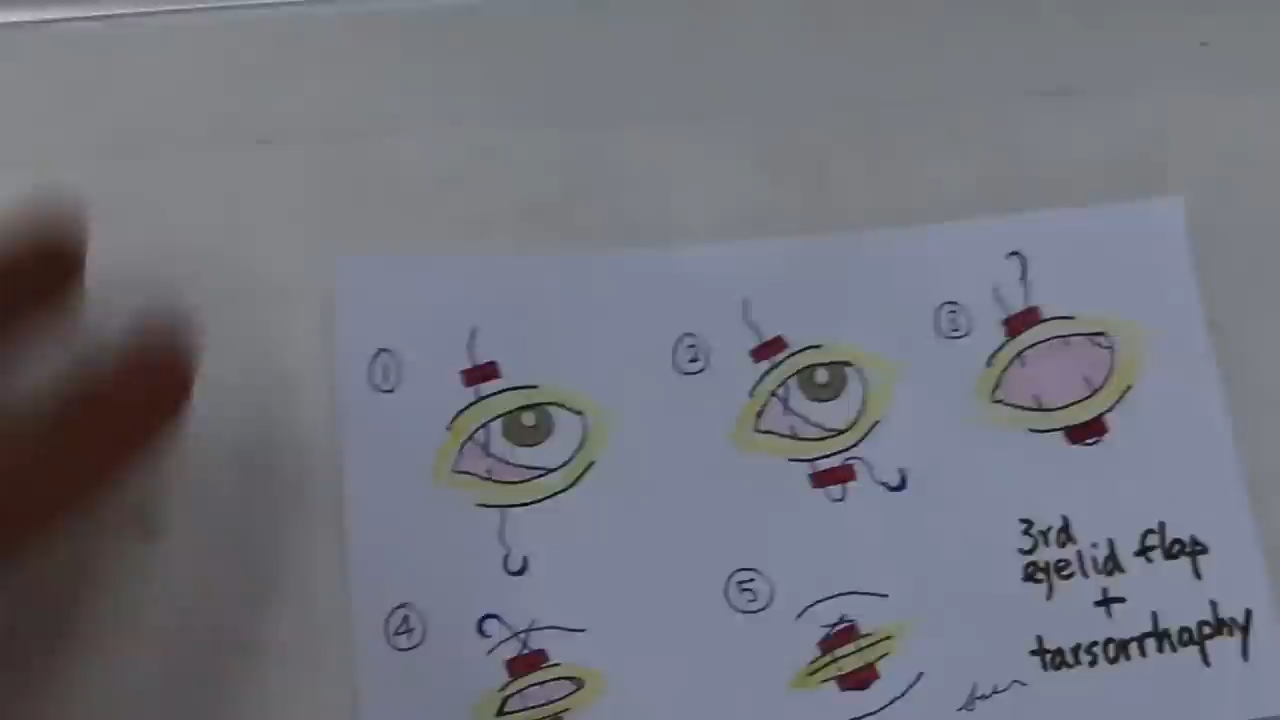 ①
②
③
④
⑤
3rd
eyelid flap
+
tarsorrhaphy